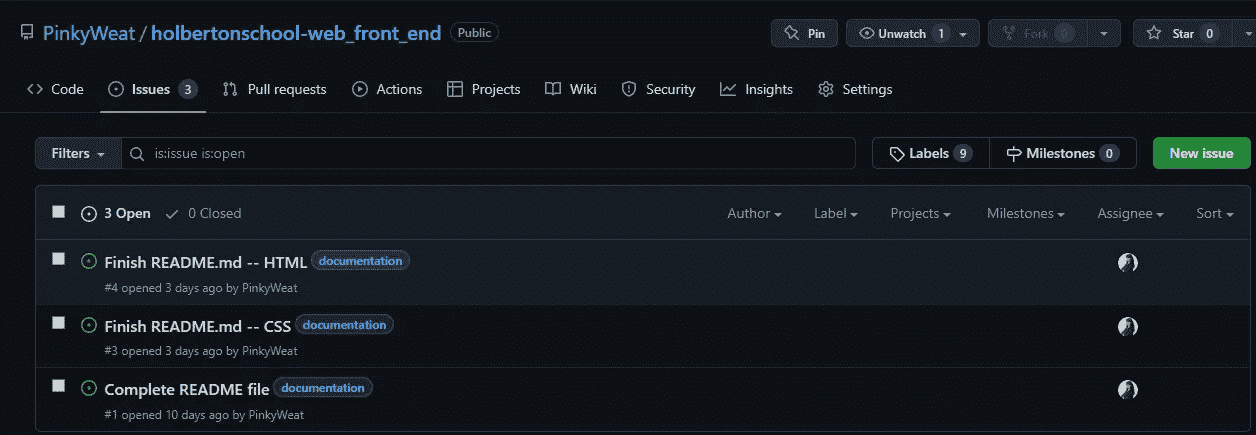 PinkyWeat / holbertonschool-web_front_end Public Pin Unwatch 1 Fork 0 Star 0
Code Issues 3 Pull requests Actions Projects Wiki Security Insights Settings
Filters is:issue is:open Labels 9 Milestones 0 New issue
3 Open 0 Closed Author Label Projects Milestones Assignee Sort
Finish README.md -- HTML documentation
#4 opened 3 days ago by PinkyWeat
Finish README.md -- CSS documentation
#3 opened 3 days ago by PinkyWeat
Complete README file documentation
#1 opened 10 days ago by PinkyWeat